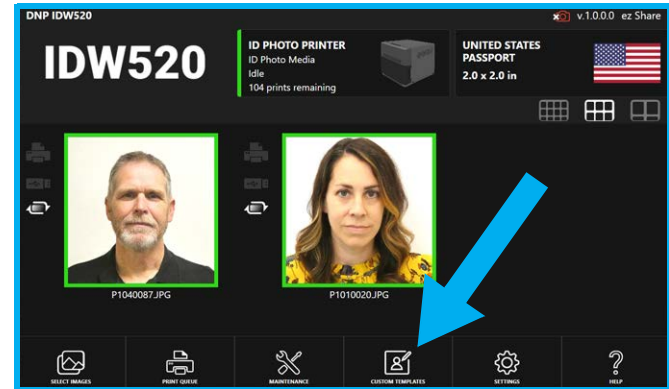 DNP IDW520
v.1.0.0.0 ez Share
IDW520
ID PHOTO PRINTER
ID Photo Media
Idle
104 prints remaining
UNITED STATES
PASSPORT
2.0 x 2.0 in
P1040087.JPG
P1010020.JPG
SELECT IMAGES
PRINT QUEUE
MAINTENANCE
CUSTOM TEMPLATES
SETTINGS
HELP